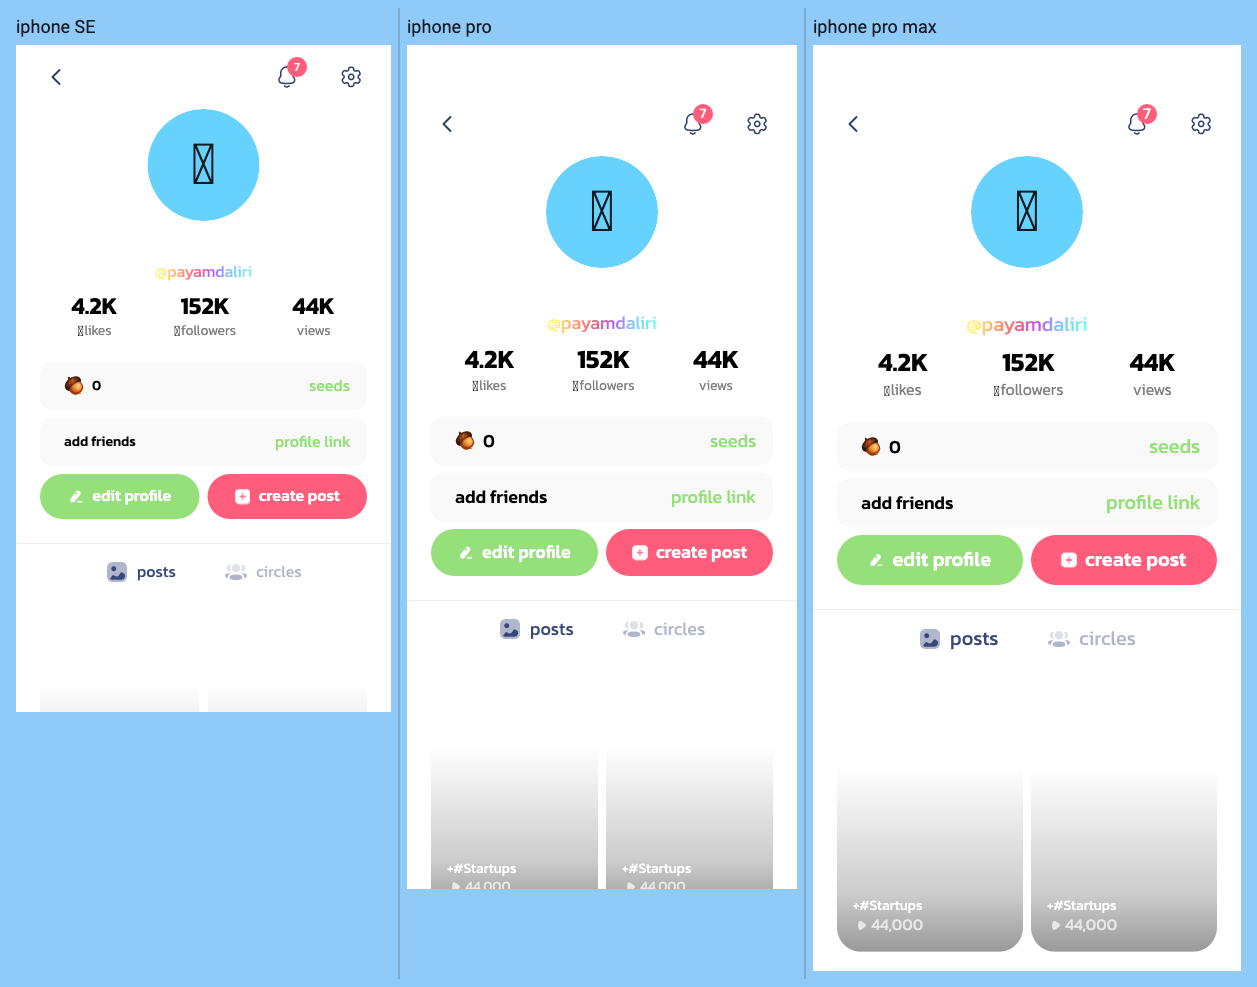 iphone SE
7
@payamdaliri
4.2K 152K 44K
likes followers views
0 seeds
add friends profile link
edit profile create post
posts circles
iphone pro
7
@payamdaliri
4.2K 152K 44K
likes followers views
0 seeds
add friends profile link
edit profile create post
posts circles
+#Startups +#Startups
44,000 44,000
iphone pro max
7
@payamdaliri
4.2K 152K 44K
likes followers views
0 seeds
add friends profile link
edit profile create post
posts circles
+#Startups +#Startups
44,000 44,000